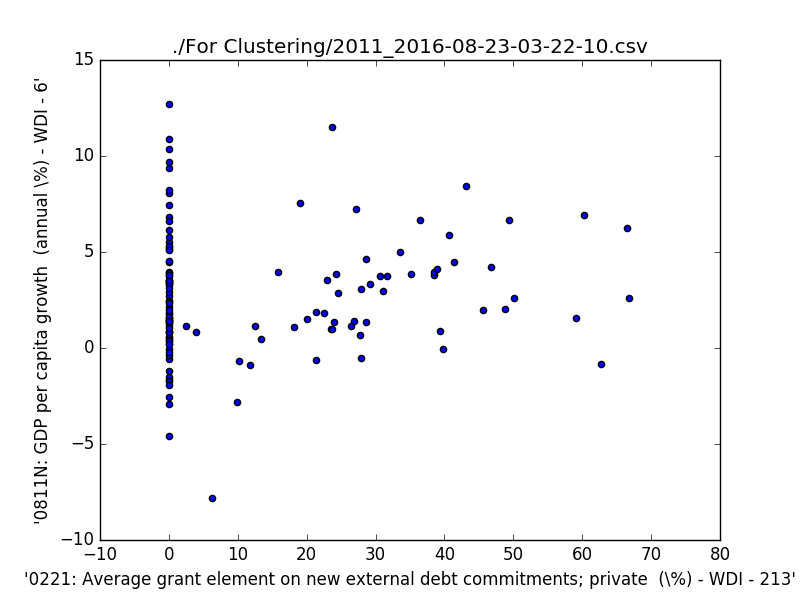 ./For Clustering/2011_2016-08-23-03-22-10.csv
'0811N: GDP per capita growth  (annual \%) - WDI - 6'
15
10
5
0
−5
−10
−10 0 10 20 30 40 50 60 70 80
'0221: Average grant element on new external debt commitments; private  (\%) - WDI - 213'